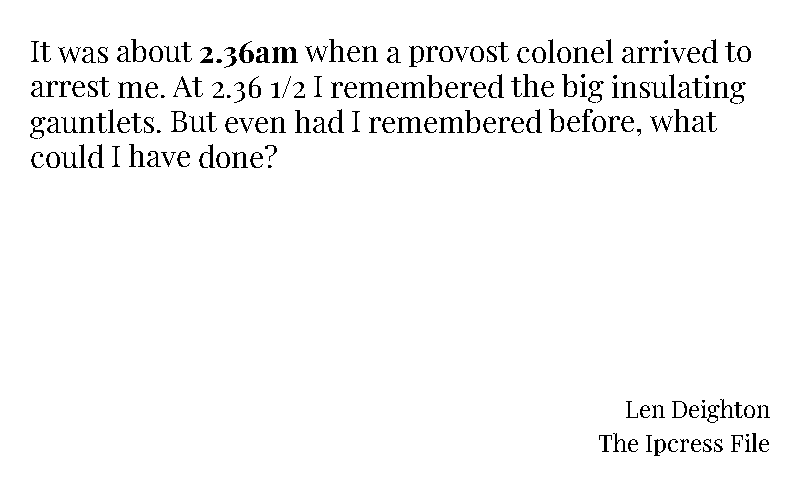 It was about 2.36am when a provost colonel arrived to
arrest me. At 2.36 1/2 I remembered the big insulating
gauntlets. But even had I remembered before, what
could I have done?
Len Deighton
The Ipcress File